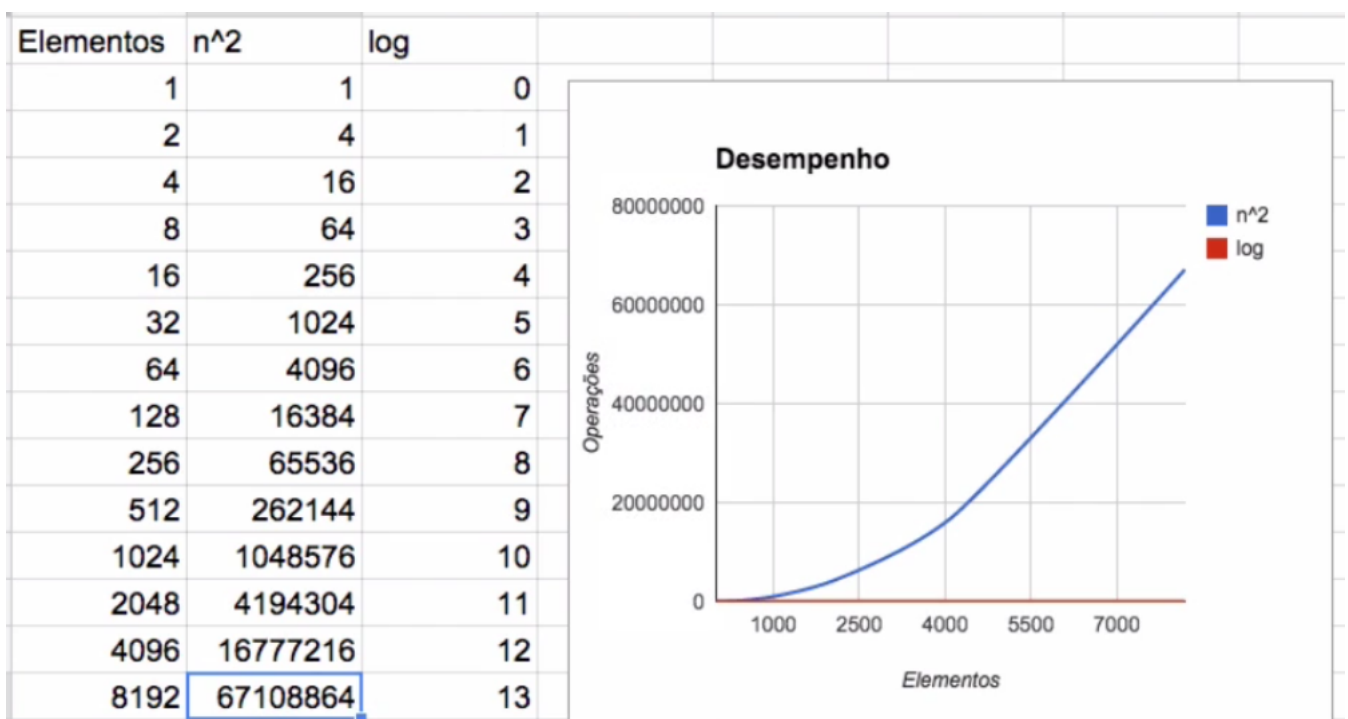 Elementos n^2 log
1 1 0
2 4 1
4 16 2
8 64 3
16 256 4
32 1024 5
64 4096 6
128 16384 7
256 65536 8
512 262144 9
1024 1048576 10
2048 4194304 11
4096 16777216 12
8192 67108864 13
Desempenho
80000000
60000000
40000000
20000000
0
Operações
1000 2500 4000 5500 7000
Elementos
n^2
log